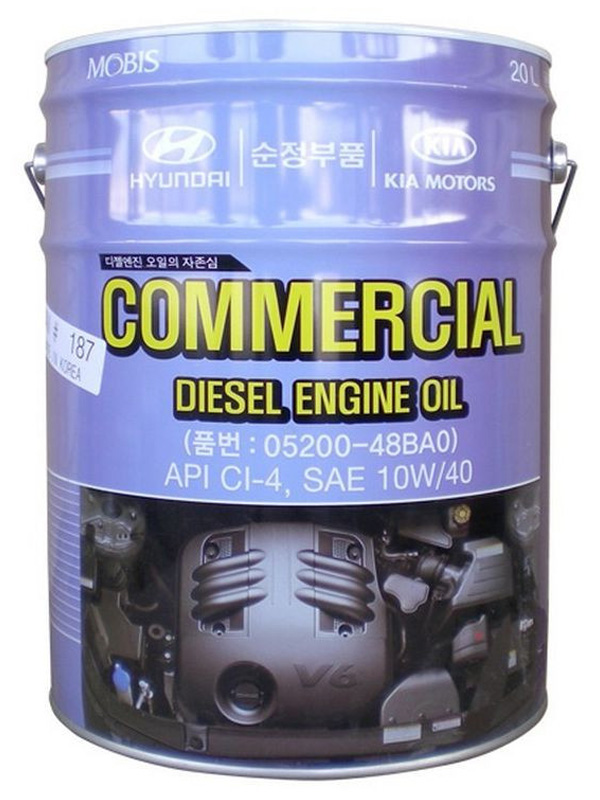 MOBIS
20 L
HYUNDAI
순정부품
KIA
KIA MOTORS
디젤엔진 오일의 자존심
COMMERCIAL
# 187
KOREA
DIESEL ENGINE OIL
(품번 : 05200-48BA0)
API CI-4, SAE 10W/40
V6